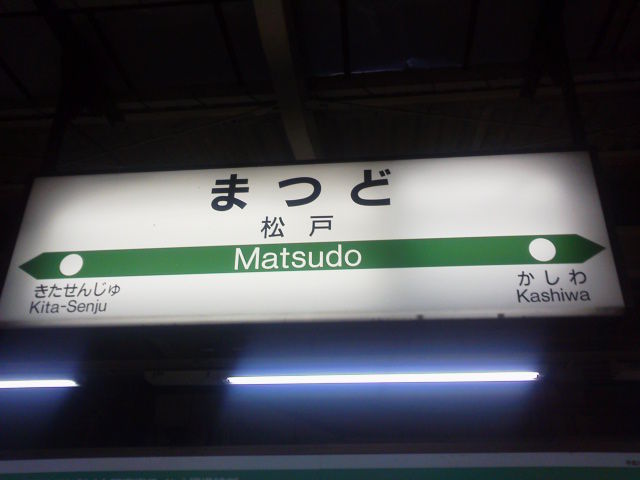 まつど
松戸
Matsudo
きたせんじゅ
Kita-Senju
かしわ
Kashiwa